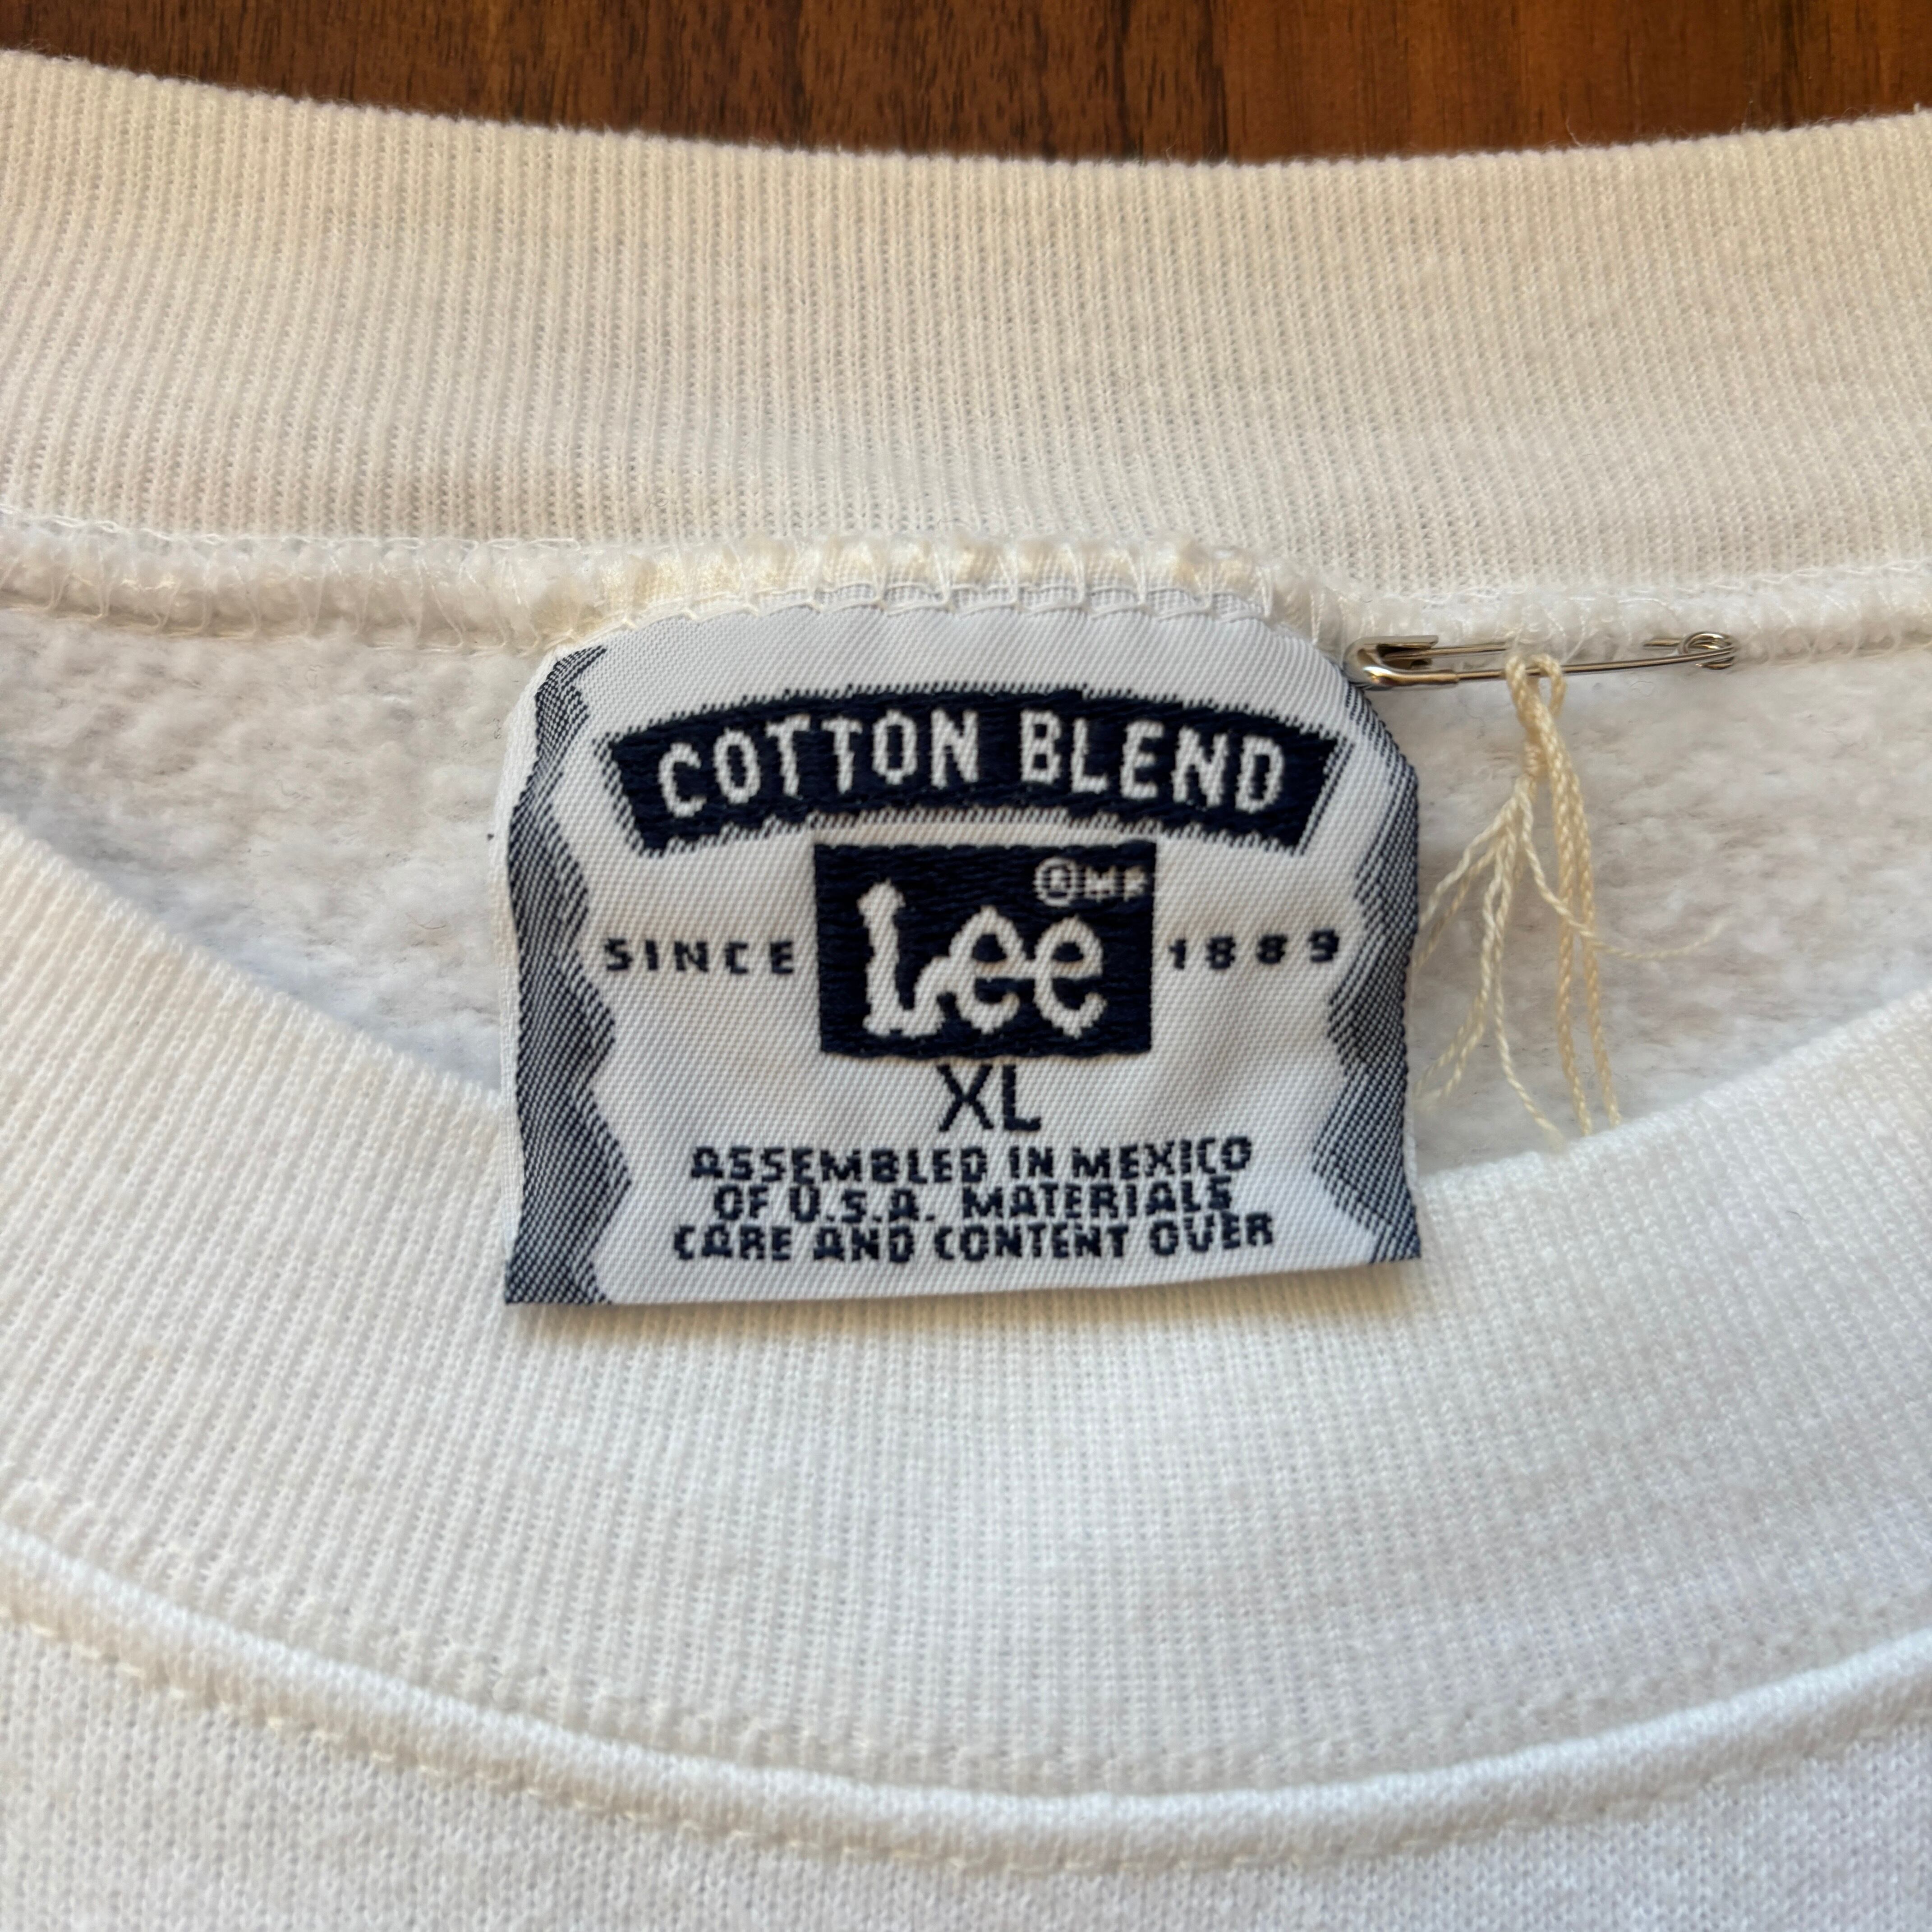 COTTON BLEND
®MR
SINCE Lee 1889
XL
ASSEMBLED IN MEXICO
OF U.S.A. MATERIALS
CARE AND CONTENT OVER